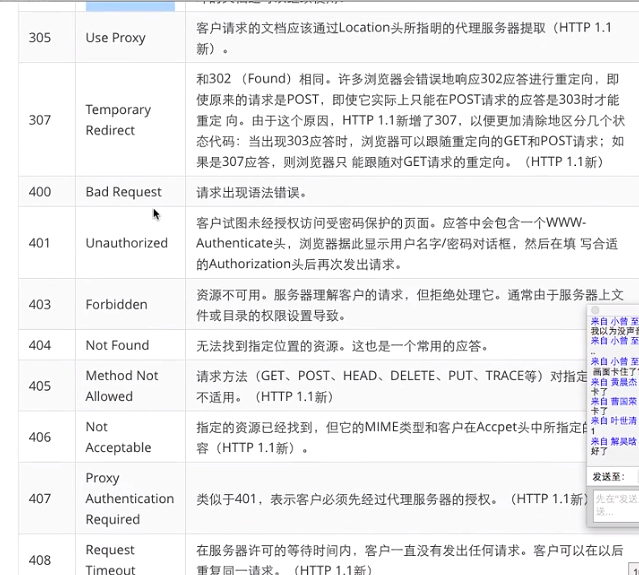 305
Use Proxy
客户请求的文档应该通过Location头所指明的代理服务器提取（HTTP 1.1
新）。
307
Temporary
Redirect
和302 （Found）相同。许多浏览器会错误地响应302应答进行重定向，即
使原来的请求是POST，即使它实际上只能在POST请求的应答是303时才能
重定 向。由于这个原因，HTTP 1.1新增了307，以便更加清除地区分几个状
态代码：当出现303应答时，浏览器可以跟随重定向的GET和POST请求；如
果是307应答，则浏览器只 能跟随对GET请求的重定向。（HTTP 1.1新）
400
Bad Request
请求出现语法错误。
401
Unauthorized
客户试图未经授权访问受密码保护的页面。应答中会包含一个WWW-
Authenticate头，浏览器据此显示用户名字/密码对话框，然后在填 写合适
的Authorization头后再次发出请求。
403
Forbidden
资源不可用。服务器理解客户的请求，但拒绝处理它。通常由于服务器上文
件或目录的权限设置导致。
404
Not Found
无法找到指定位置的资源。这也是一个常用的应答。
405
Method Not
Allowed
请求方法（GET、POST、HEAD、DELETE、PUT、TRACE等）对指定
不适用。（HTTP 1.1新）
406
Not
Acceptable
指定的资源已经找到，但它的MIME类型和客户在Accpet头中所指定的
容（HTTP 1.1新）。
407
Proxy
Authentication
Required
类似于401，表示客户必须先经过代理服务器的授权。（HTTP 1.1新）
408
Request
Timeout
在服务器许可的等待时间内，客户一直没有发出任何请求。客户可以在以后
重复同一请求。（HTTP 1.1新）
来自 小曾 至
我以为没声音
来自 小曾 至
..
来自 小曾 至
画面卡住了
来自 黄晨杰
卡了
来自 曹国荣
卡了
来自 叶世清
1
来自 解昊晗
好了
发送至：
先在“发送
送...